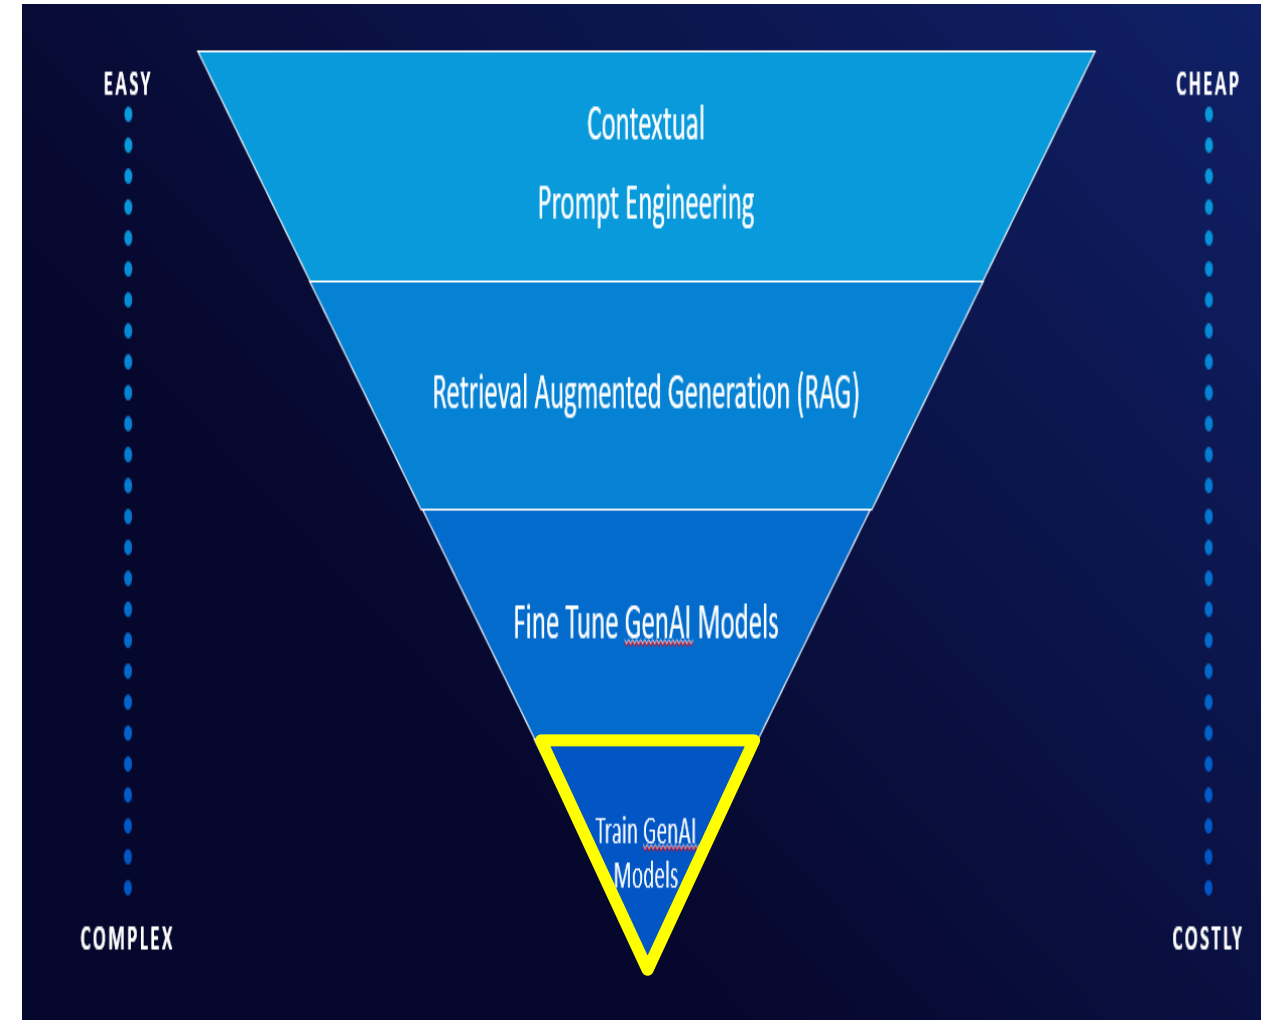 EASY
CHEAP
Contextual
Prompt Engineering
Retrieval Augmented Generation (RAG)
Fine Tune GenAI Models
Train GenAI
Models
COMPLEX
COSTLY